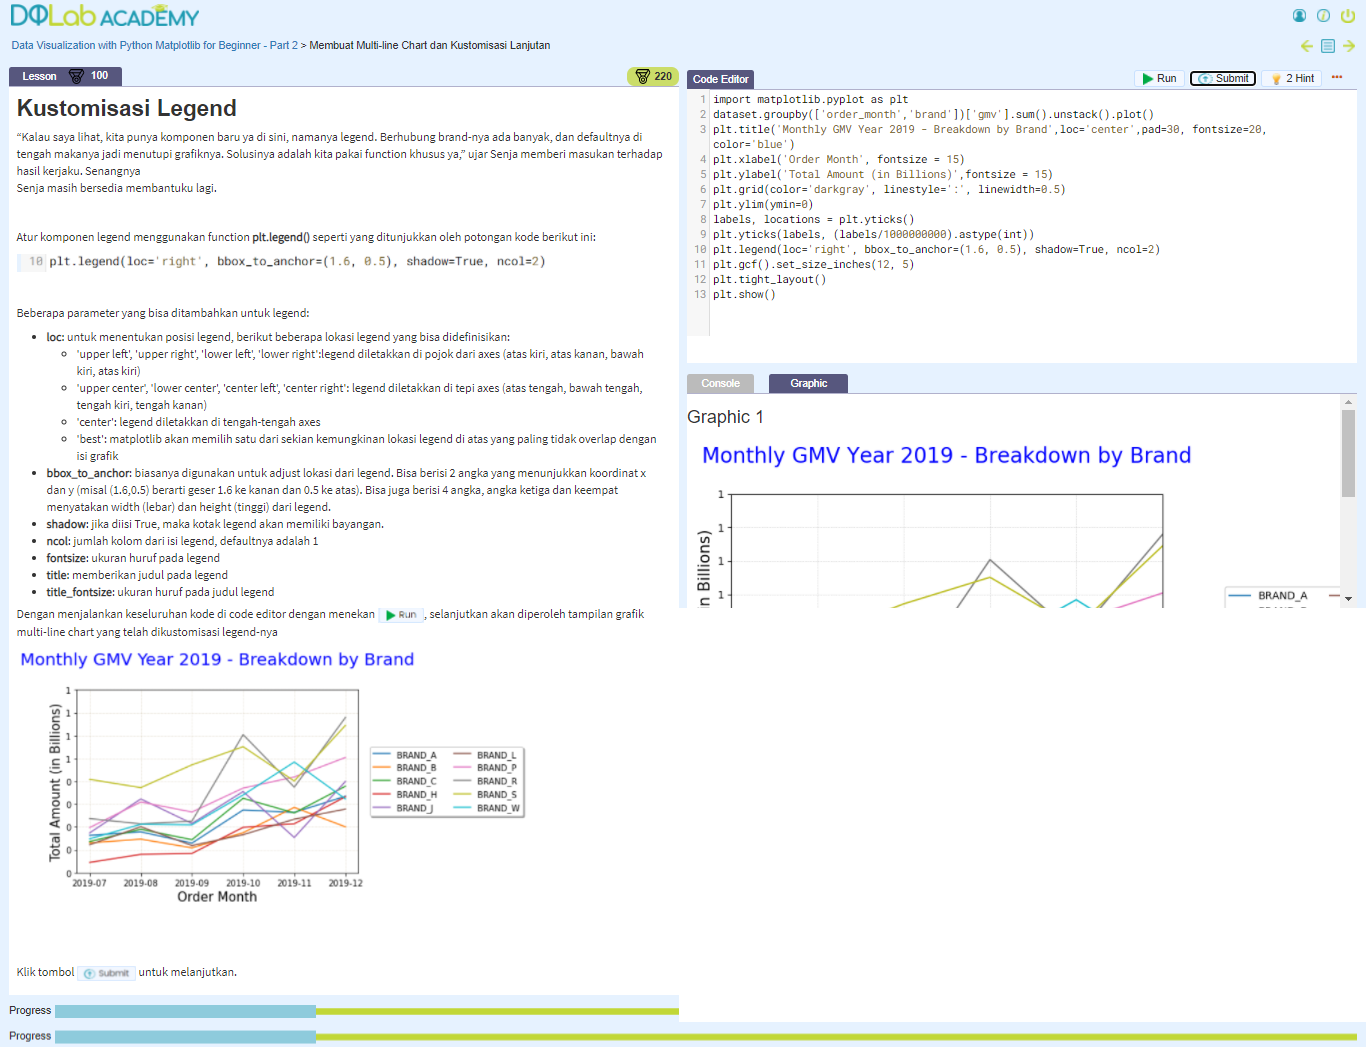 DQLab ACADEMY
Data Visualization with Python Matplotlib for Beginner - Part 2 > Membuat Multi-line Chart dan Kustomisasi Lanjutan
Lesson 100
220
Kustomisasi Legend
“Kalau saya lihat, kita punya komponen baru ya di sini, namanya legend. Berhubung brand-nya ada banyak, dan defaultnya di
tengah makanya jadi menutupi grafiknya. Solusinya adalah kita pakai function khusus ya,” ujar Senja memberi masukan terhadap
hasil kerjaku. Senangnya
Senja masih bersedia membantuku lagi.
Atur komponen legend menggunakan function plt.legend() seperti yang ditunjukkan oleh potongan kode berikut ini:
10 plt.legend(loc='right', bbox_to_anchor=(1.6, 0.5), shadow=True, ncol=2)
Beberapa parameter yang bisa ditambahkan untuk legend:
loc: untuk menentukan posisi legend, berikut beberapa lokasi legend yang bisa didefinisikan:
'upper left', 'upper right', 'lower left', 'lower right':legend diletakkan di pojok dari axes (atas kiri, atas kanan, bawah
kiri, atas kiri)
'upper center', 'lower center', 'center left', 'center right': legend diletakkan di tepi axes (atas tengah, bawah tengah,
tengah kiri, tengah kanan)
'center': legend diletakkan di tengah-tengah axes
'best': matplotlib akan memilih satu dari sekian kemungkinan lokasi legend di atas yang paling tidak overlap dengan
isi grafik
bbox_to_anchor: biasanya digunakan untuk adjust lokasi dari legend. Bisa berisi 2 angka yang menunjukkan koordinat x
dan y (misal (1.6,0.5) berarti geser 1.6 ke kanan dan 0.5 ke atas). Bisa juga berisi 4 angka, angka ketiga dan keempat
menyatakan width (lebar) dan height (tinggi) dari legend.
shadow: jika diisi True, maka kotak legend akan memiliki bayangan.
ncol: jumlah kolom dari isi legend, defaultnya adalah 1
fontsize: ukuran huruf pada legend
title: memberikan judul pada legend
title_fontsize: ukuran huruf pada judul legend
Dengan menjalankan keseluruhan kode di code editor dengan menekan Run , selanjutkan akan diperoleh tampilan grafik
multi-line chart yang telah dikustomisasi legend-nya
Monthly GMV Year 2019 - Breakdown by Brand
Total Amount (in Billions)
1
1
1
1
0
0
0
0
0
2019-07 2019-08 2019-09 2019-10 2019-11 2019-12
Order Month
BRAND_A BRAND_L
BRAND_B BRAND_P
BRAND_C BRAND_R
BRAND_H BRAND_S
BRAND_J BRAND_W
Klik tombol Submit untuk melanjutkan.
Progress
Progress
Code Editor
Run Submit 2 Hint
1 import matplotlib.pyplot as plt
2 dataset.groupby(['order_month','brand'])['gmv'].sum().unstack().plot()
3 plt.title('Monthly GMV Year 2019 - Breakdown by Brand',loc='center',pad=30, fontsize=20,
color='blue')
4 plt.xlabel('Order Month', fontsize = 15)
5 plt.ylabel('Total Amount (in Billions)',fontsize = 15)
6 plt.grid(color='darkgray', linestyle=':', linewidth=0.5)
7 plt.ylim(ymin=0)
8 labels, locations = plt.yticks()
9 plt.yticks(labels, (labels/1000000000).astype(int))
10 plt.legend(loc='right', bbox_to_anchor=(1.6, 0.5), shadow=True, ncol=2)
11 plt.gcf().set_size_inches(12, 5)
12 plt.tight_layout()
13 plt.show()
Console Graphic
Graphic 1
Monthly GMV Year 2019 - Breakdown by Brand
n Billions)
1
1
1
1
BRAND_A